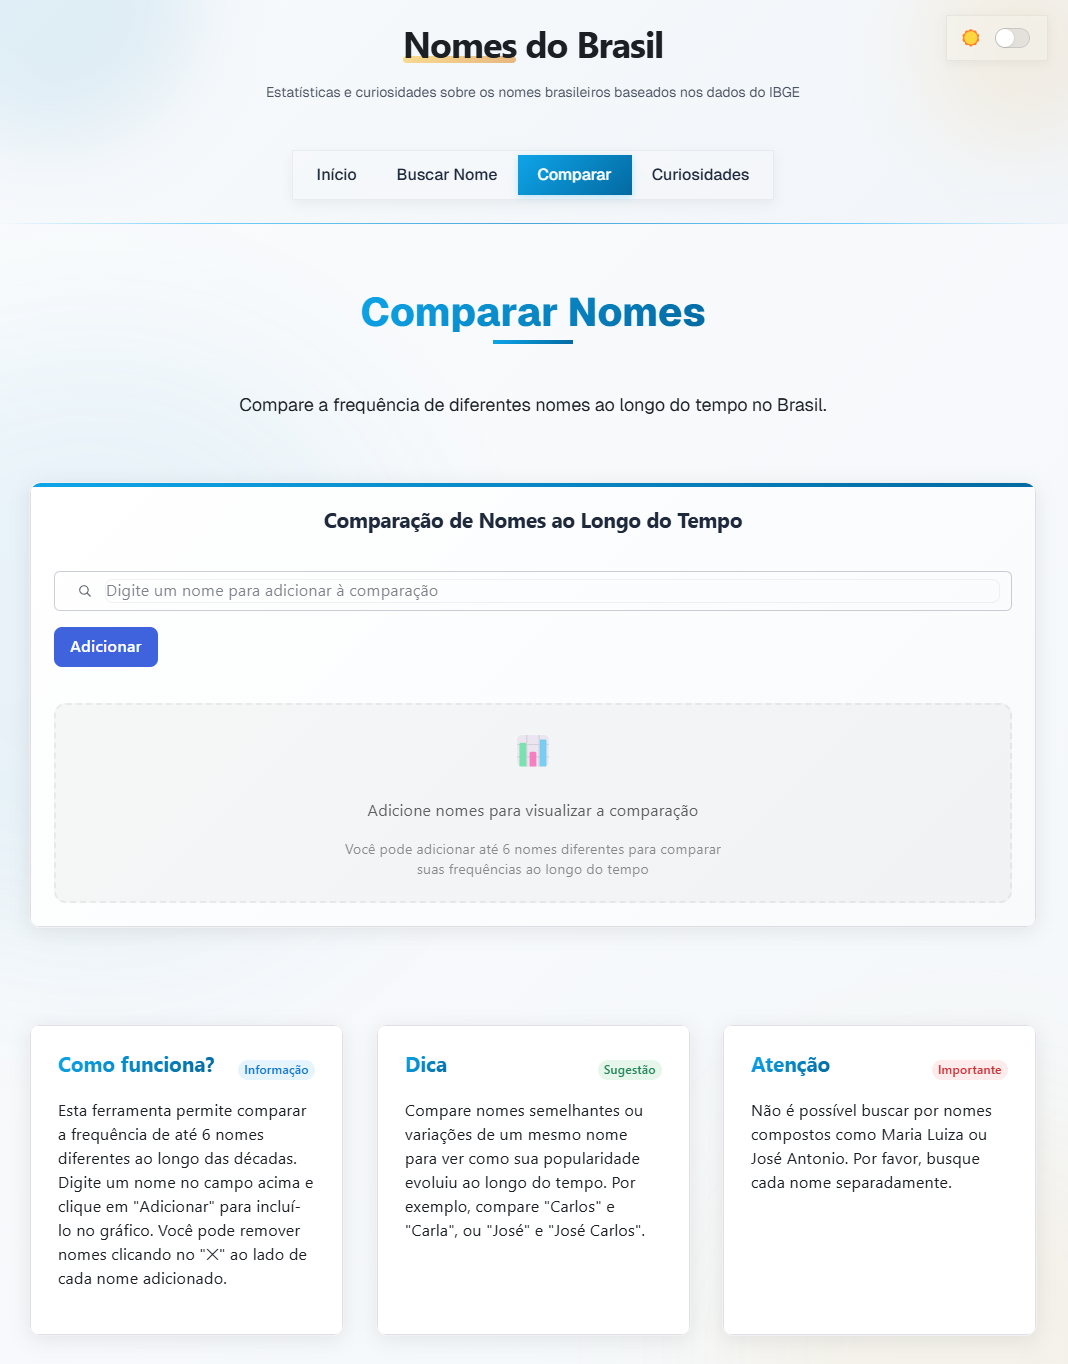 Nomes do Brasil
Estatísticas e curiosidades sobre os nomes brasileiros baseados nos dados do IBGE
Início
Buscar Nome
Comparar
Curiosidades
Comparar Nomes
Compare a frequência de diferentes nomes ao longo do tempo no Brasil.
Comparação de Nomes ao Longo do Tempo
Digite um nome para adicionar à comparação
Adicionar
Adicione nomes para visualizar a comparação
Você pode adicionar até 6 nomes diferentes para comparar
suas frequências ao longo do tempo
Como funciona?
Informação
Esta ferramenta permite comparar
a frequência de até 6 nomes
diferentes ao longo das décadas.
Digite um nome no campo acima e
clique em "Adicionar" para incluí-
lo no gráfico. Você pode remover
nomes clicando no "✕" ao lado de
cada nome adicionado.
Dica
Sugestão
Compare nomes semelhantes ou
variações de um mesmo nome
para ver como sua popularidade
evoluiu ao longo do tempo. Por
exemplo, compare "Carlos" e
"Carla", ou "José" e "José Carlos".
Atenção
Importante
Não é possível buscar por nomes
compostos como Maria Luiza ou
José Antonio. Por favor, busque
cada nome separadamente.